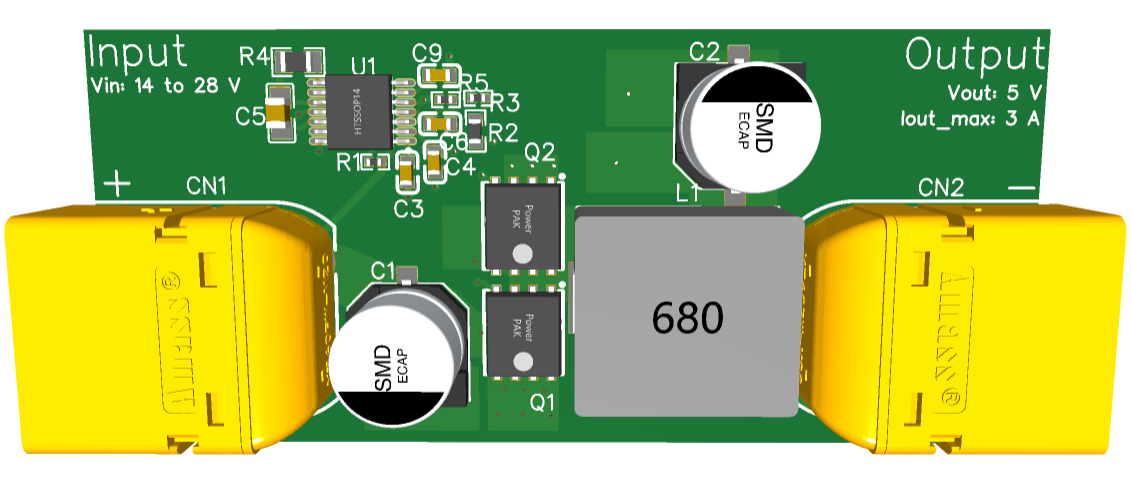 Input
Vin: 14 to 28 V
Output
Vout: 5 V
Iout_max: 3 A
R4
U1
C9
C2
R5
R3
C5
HTSSOP14
C6
R2
R1
C4
C3
SMD
ECAP
Q2
L1
+
CN1
CN2
−
Power
PAK
C1
Power
PAK
680
Amass®
Amass®
SMD
ECAP
Q1